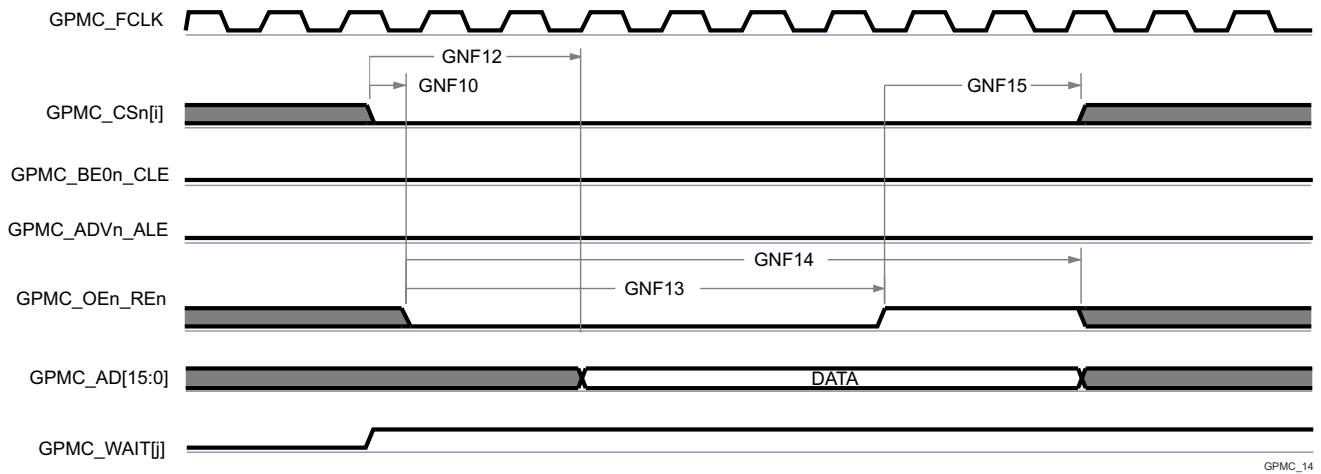 GPMC_FCLK
GNF12
GNF10
GNF15
GPMC_CSn[i]
GPMC_BE0n_CLE
GPMC_ADVn_ALE
GNF14
GNF13
GPMC_OEn_REn
GPMC_AD[15:0]
DATA
GPMC_WAIT[j]
GPMC_14